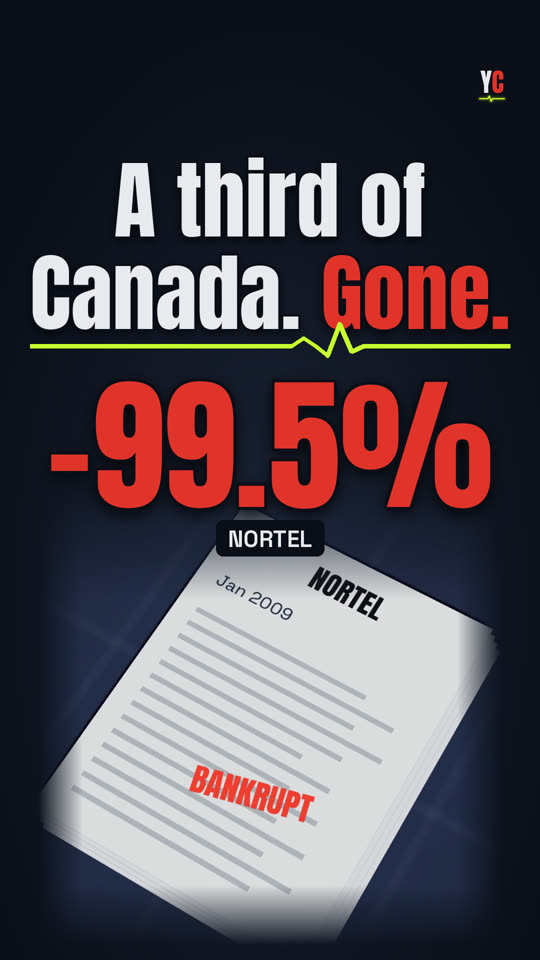 YC
A third of
Canada. Gone.
-99.5%
NORTEL
NORTEL
Jan 2009
BANKRUPT